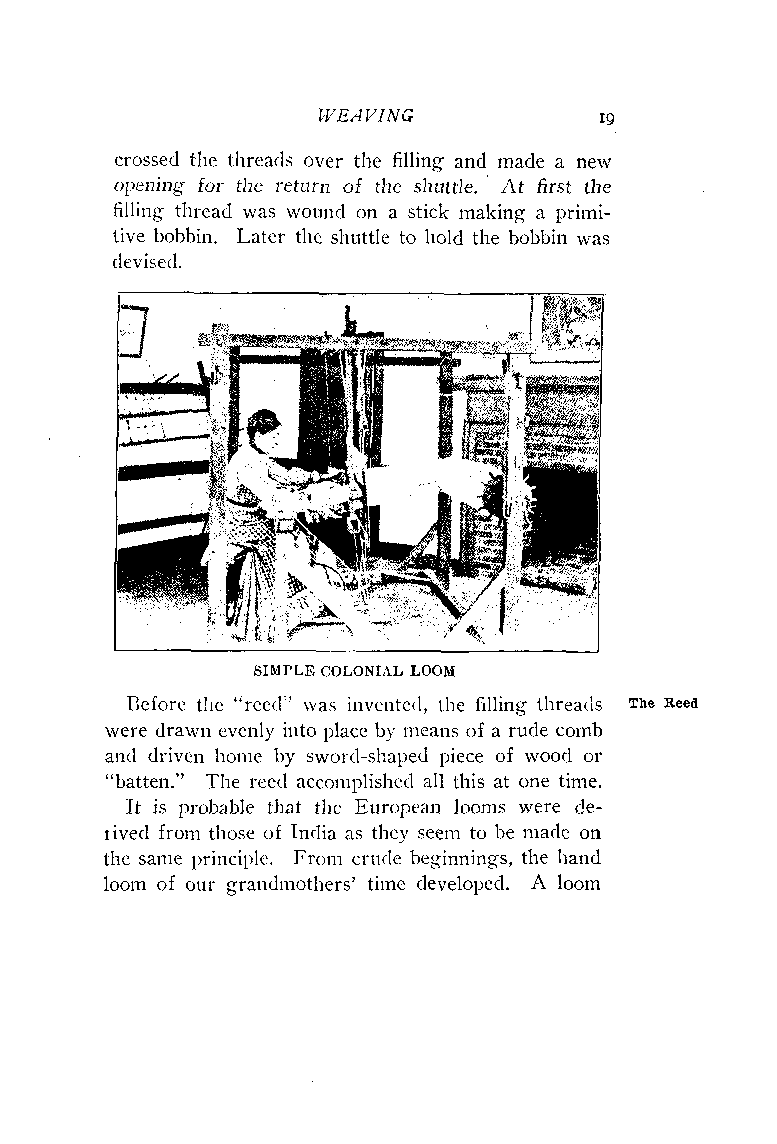 WEAVING 19
crossed the threads over the filling and made a new
opening for the return of the shuttle. At first the
filling thread was wound on a stick making a primi-
tive bobbin. Later the shuttle to hold the bobbin was
devised.
SIMPLE COLONIAL LOOM
Before the "reed" was invented, the filling threads
The Reed
were drawn evenly into place by means of a rude comb
and driven home by sword-shaped piece of wood or
"batten." The reed accomplished all this at one time.
It is probable that the European looms were de-
rived from those of India as they seem to be made on
the same principle. From crude beginnings, the hand
loom of our grandmothers' time developed. A loom